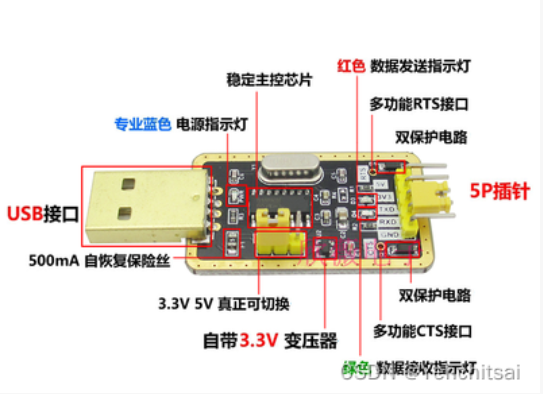 稳定主控芯片
红色 数据发送指示灯
多功能RTS接口
专业蓝色 电源指示灯
双保护电路
RTS
5V
TXD
RXD
GND
5P插针
USB接口
500mA 自恢复保险丝
3.3V 5V 真正可切换
双保护电路
自带3.3V 变压器
多功能CTS接口
绿色 数据接收指示灯